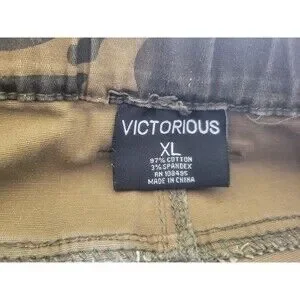 VICTORIOUS
XL
97% COTTON
3% SPANDEX
RN 108495
MADE IN CHINA